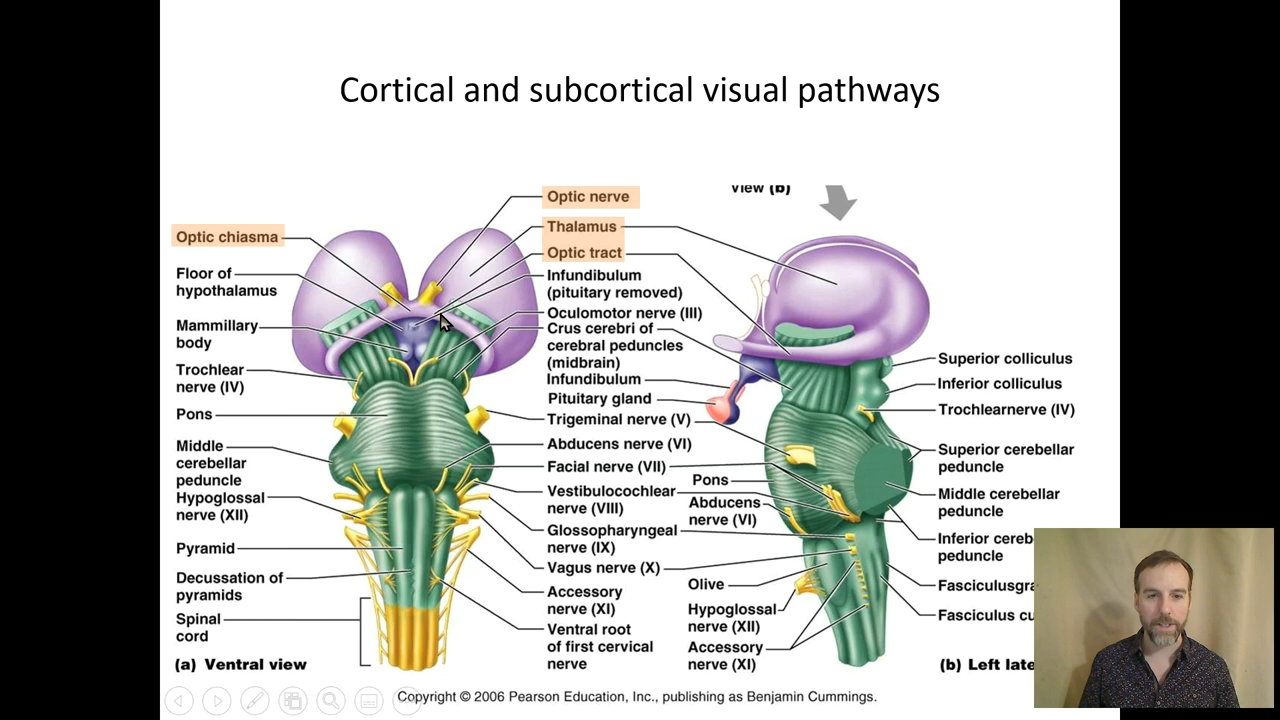 Cortical and subcortical visual pathways
View (b)
Optic nerve
Thalamus
Optic tract
Optic chiasma
Floor of
hypothalamus
Mammillary
body
Trochlear
nerve (IV)
Pons
Middle
cerebellar
peduncle
Hypoglossal
nerve (XII)
Pyramid
Decussation of
pyramids
Spinal
cord
(a) Ventral view
Infundibulum
(pituitary removed)
Oculomotor nerve (III)
Crus cerebri of
cerebral peduncles
(midbrain)
Infundibulum
Pituitary gland
Trigeminal nerve (V)
Abducens nerve (VI)
Facial nerve (VII)
Vestibulocochlear
nerve (VIII)
Glossopharyngeal
nerve (IX)
Vagus nerve (X)
Accessory
nerve (XI)
Ventral root
of first cervical
nerve
Pons
Abducens
nerve (VI)
Olive
Hypoglossal
nerve (XII)
Accessory
nerve (XI)
Superior colliculus
Inferior colliculus
Trochlearnerve (IV)
Superior cerebellar
peduncle
Middle cerebellar
peduncle
Inferior cereb
peduncle
Fasciculusgra
Fasciculus cu
(b) Left late
Copyright © 2006 Pearson Education, Inc., publishing as Benjamin Cummings.